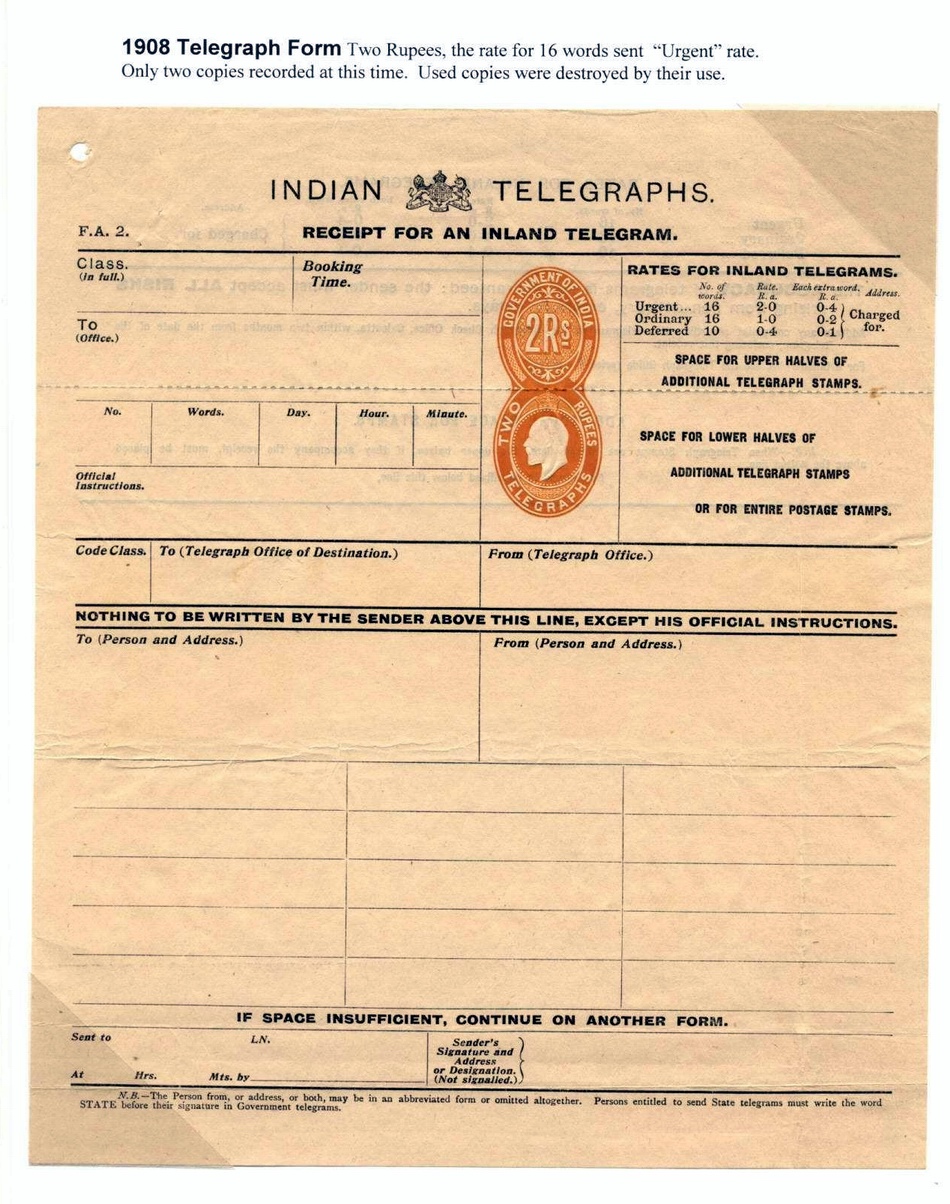 1908 Telegraph Form Two Rupees, the rate for 16 words sent “Urgent” rate.
Only two copies recorded at this time. Used copies were destroyed by their use.
INDIAN TELEGRAPHS.
F.A. 2.
RECEIPT FOR AN INLAND TELEGRAM.
Class.
(in full.)
Booking
Time.
To
(Office.)
GOVERNMENT OF INDIA
2Rs
TWO RUPEES
TELEGRAPHS
RATES FOR INLAND TELEGRAMS.
No. of words. Rate. R. a. Each extra word. R. a. Address.
Urgent... 16 2-0 0-4
Ordinary 16 1-0 0-2
Deferred 10 0-4 0-1
Charged
for.
SPACE FOR UPPER HALVES OF
ADDITIONAL TELEGRAPH STAMPS.
No. Words. Day. Hour. Minute.
SPACE FOR LOWER HALVES OF
ADDITIONAL TELEGRAPH STAMPS
OR FOR ENTIRE POSTAGE STAMPS.
Official
Instructions.
Code Class. To (Telegraph Office of Destination.) From (Telegraph Office.)
NOTHING TO BE WRITTEN BY THE SENDER ABOVE THIS LINE, EXCEPT HIS OFFICIAL INSTRUCTIONS.
To (Person and Address.) From (Person and Address.)
IF SPACE INSUFFICIENT, CONTINUE ON ANOTHER FORM.
Sent to LN.
At Hrs. Mts. by
Sender's
Signature and
Address
or Designation.
(Not signalled.)
N.B.—The Person from, or address, or both, may be in an abbreviated form or omitted altogether. Persons entitled to send State telegrams must write the word
STATE before their signature in Government telegrams.